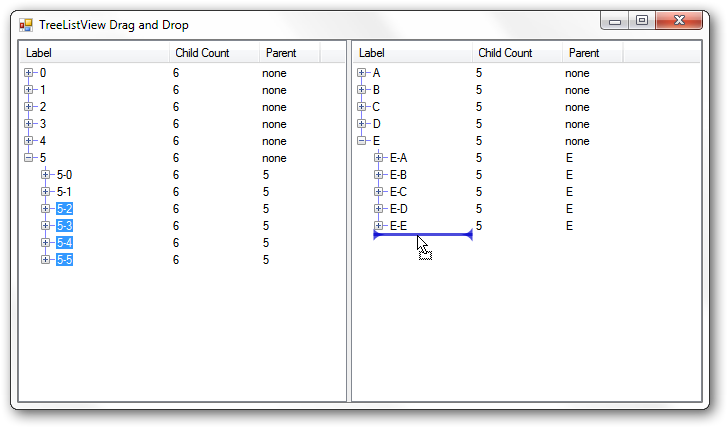 TreeListView Drag and Drop
Label Child Count Parent
0 6 none
1 6 none
2 6 none
3 6 none
4 6 none
5 6 none
5-0 6 5
5-1 6 5
5-2 6 5
5-3 6 5
5-4 6 5
5-5 6 5
Label Child Count Parent
A 5 none
B 5 none
C 5 none
D 5 none
E 5 none
E-A 5 E
E-B 5 E
E-C 5 E
E-D 5 E
E-E 5 E